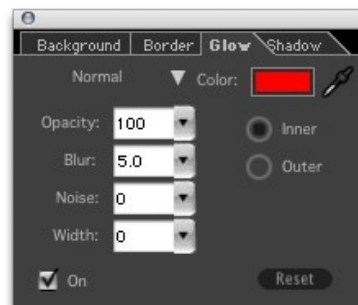 Background Border Glow Shadow
Normal Color:
Opacity: 100 Inner
Blur: 5.0 Outer
Noise: 0
Width: 0
On Reset